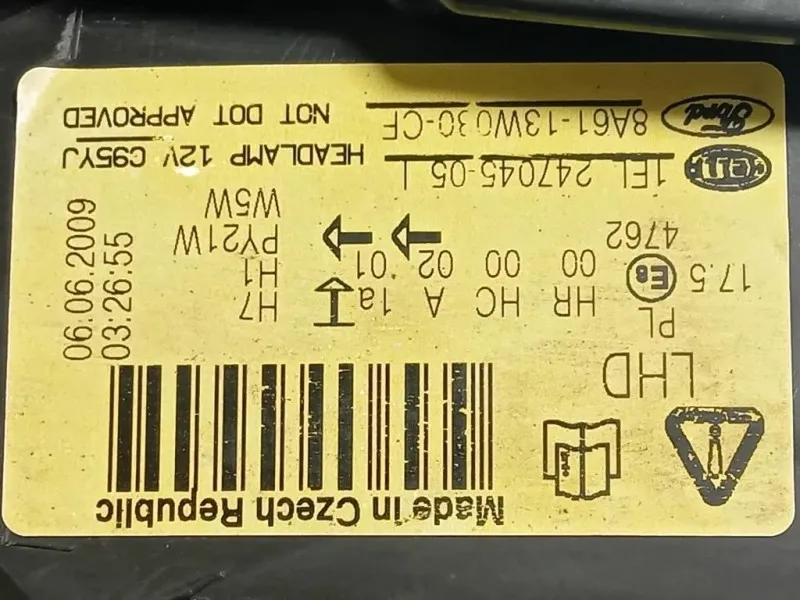 Made in Czech Republic
LHD
PL
17.5 E8 4762
HR HC A 1a
00 00 02 01
H7
H1
PY21W
W5W
1EL 247045-05 L
HEADLAMP 12V C95YJ
Ford 8A61-13W030-CF
NOT DOT APPROVED
06.06.2009
03:26:55